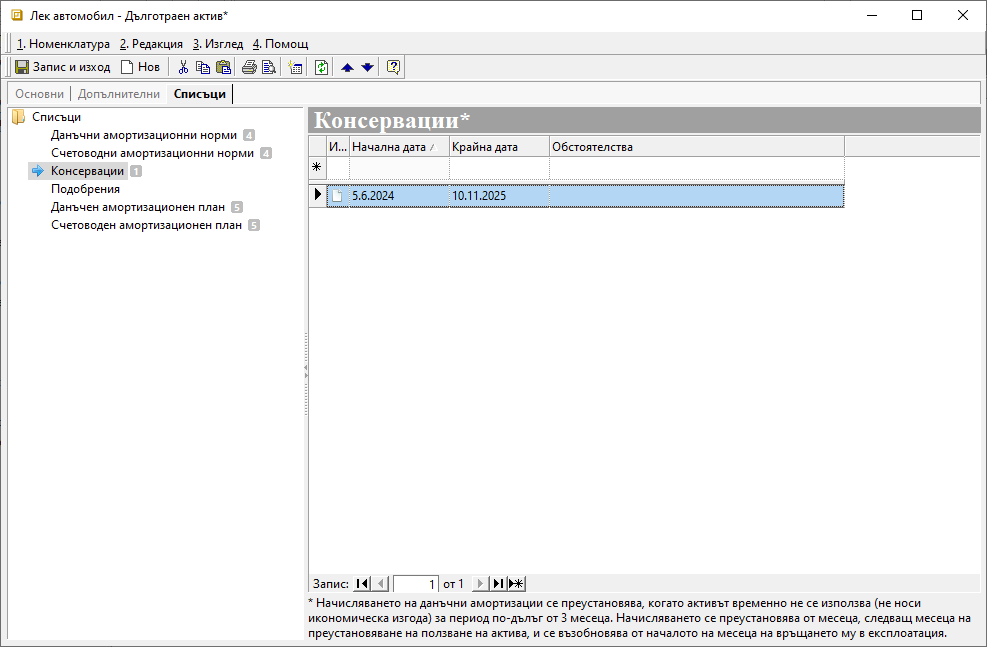 Лек автомобил - Дълготраен актив*
1. Номенклатура 2. Редакция 3. Изглед 4. Помощ
Запис и изход Нов
Основни Допълнителни Списъци
Списъци
Данъчни амортизационни норми 4
Счетоводни амортизационни норми 4
Консервации 1
Подобрения
Данъчен амортизационен план 5
Счетоводен амортизационен план 5
Консервации*
И... Начална дата Крайна дата Обстоятелства
5.6.2024 10.11.2025
Запис: 1 от 1
* Начисляването на данъчни амортизации се преустановява, когато активът временно не се използва (не носи
икономическа изгода) за период по-дълъг от 3 месеца. Начисляването се преустановява от месеца, следващ месеца на
преустановяване на ползване на актива, и се възобновява от началото на месеца на връщането му в експлоатация.